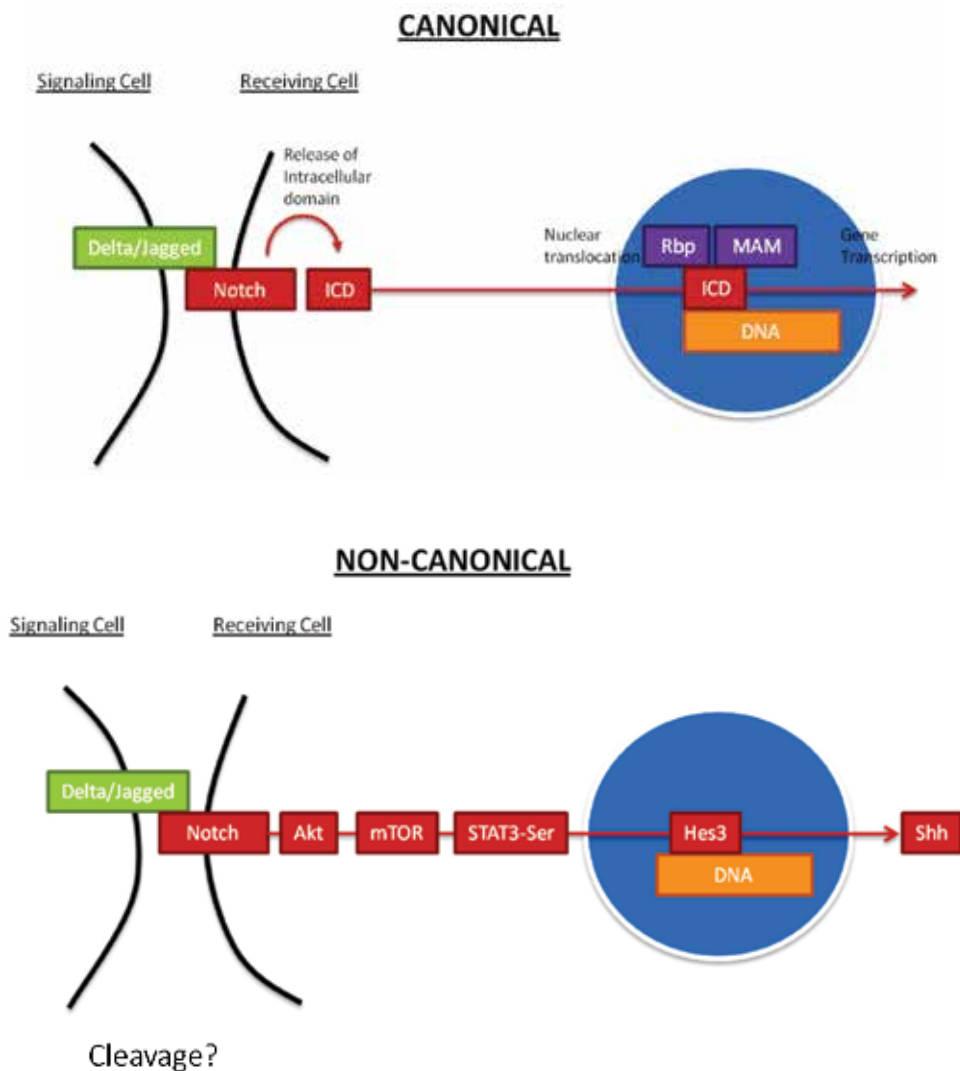 CANONICAL
Signaling Cell
Receiving Cell
Release of
Intracellular
domain
Delta/Jagged
Notch
ICD
Nuclear
translocation
Rbp
MAM
ICD
DNA
Gene
Transcription
NON-CANONICAL
Signaling Cell
Receiving Cell
Delta/Jagged
Notch
Akt
mTOR
STAT3-Ser
Hes3
DNA
Shh
Cleavage?